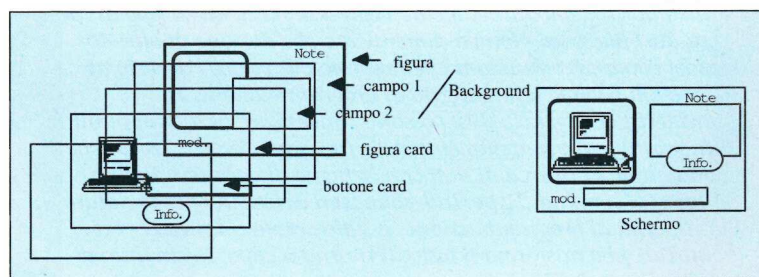 Note
figura
campo 1
Background
campo 2
mod.
figura card
bottone card
Info.
Note
Info.
mod.
Schermo